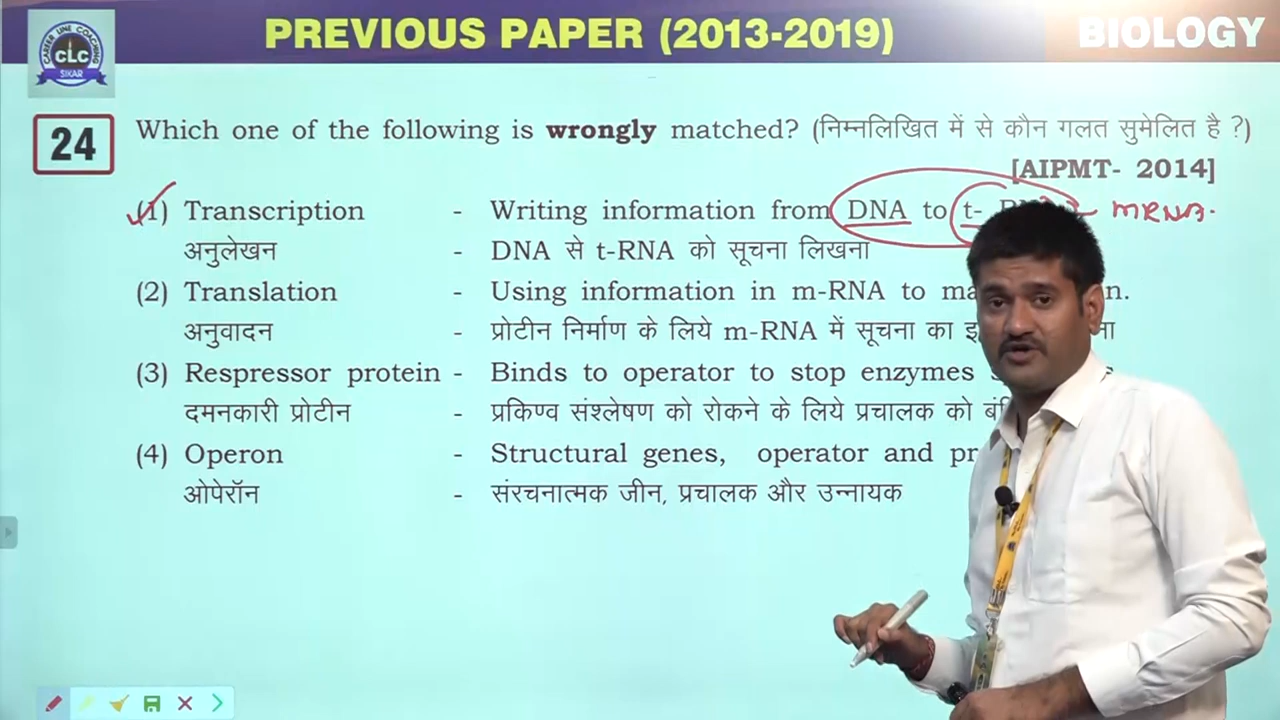 PREVIOUS PAPER (2013-2019)
BIOLOGY
CAREER LINE COACHING
CLC
SIKAR
24
Which one of the following is wrongly matched? (निम्नलिखित में से कौन गलत सुमेलित है ?)
[AIPMT- 2014]
(1) Transcription - Writing information from DNA to t- mRNA.
अनुलेखन - DNA से t-RNA को सूचना लिखना
(2) Translation - Using information in m-RNA to
अनुवादन - प्रोटीन निर्माण के लिये m-RNA में सूचना का
(3) Respressor protein - Binds to operator to stop enzymes
दमनकारी प्रोटीन - प्रकिण्व संश्लेषण को रोकने के लिये प्रचालक को
(4) Operon - Structural genes, operator and
ओपेरॉन - संरचनात्मक जीन, प्रचालक और उन्नायक